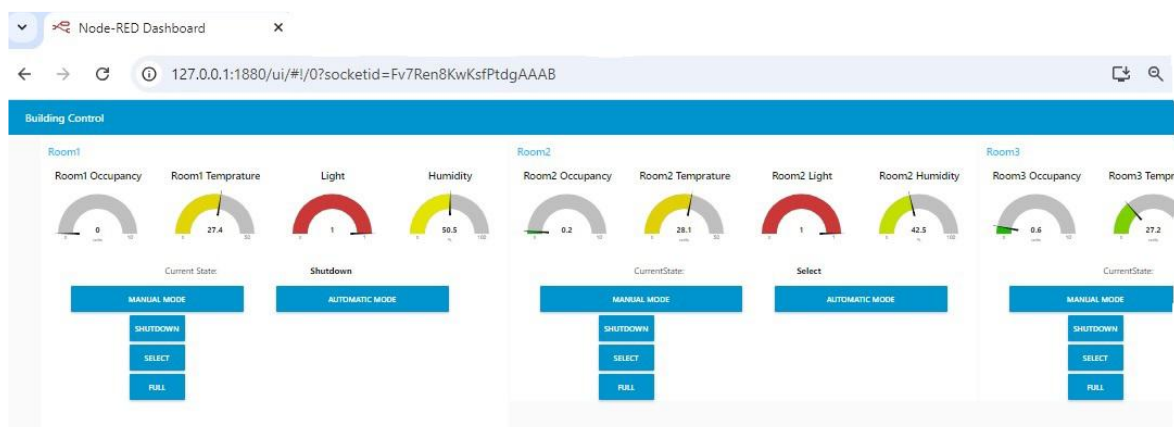 Node-RED Dashboard
127.0.0.1:1880/ui/#!/0?socketid=Fv7Ren8KwKsfPtdgAAAB
Building Control
Room1 Room2 Room3
Room1 Occupancy Room1 Temprature Light Humidity Room2 Occupancy Room2 Temprature Room2 Light Room2 Humidity Room3 Occupancy Room3 Tempr
0 27.4 1 50.5 0.2 28.1 1 42.5 0.6 27.2
Current State: Shutdown CurrentState: Select CurrentState:
MANUAL MODE AUTOMATIC MODE MANUAL MODE AUTOMATIC MODE MANUAL MODE
SHUTDOWN SHUTDOWN SHUTDOWN
SELECT SELECT SELECT
FULL FULL FULL